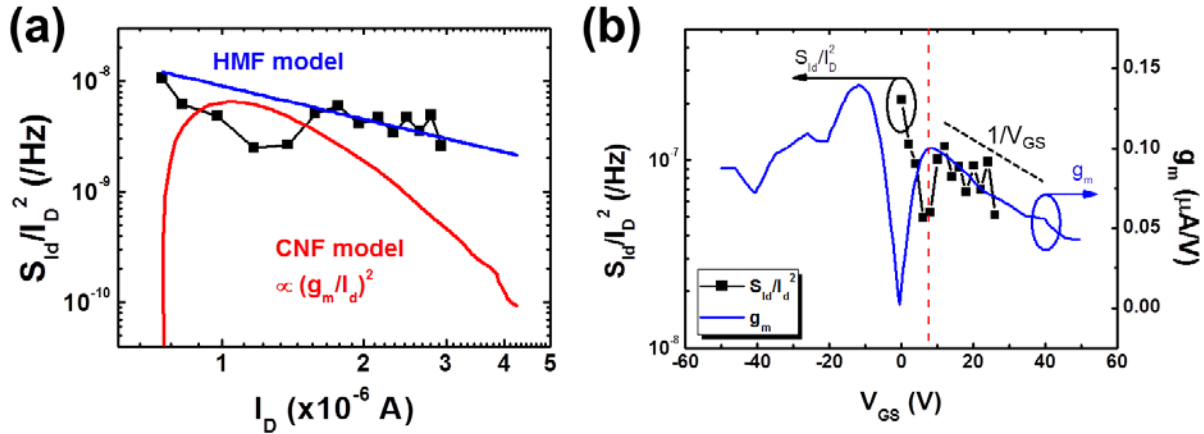 (a)
HMF model
CNF model
∝ (g_m/I_d)^2
S_Id/I_D^2 (/Hz)
10^-8
10^-9
10^-10
1
2
3
4
5
I_D (x10^-6 A)
(b)
S_Id/I_D^2
1/V_GS
g_m
S_Id/I_d^2
g_m
S_Id/I_D^2 (/Hz)
10^-7
10^-8
0.15
0.10
0.05
0.00
g_m (μA/V)
-60
-40
-20
0
20
40
60
V_GS (V)